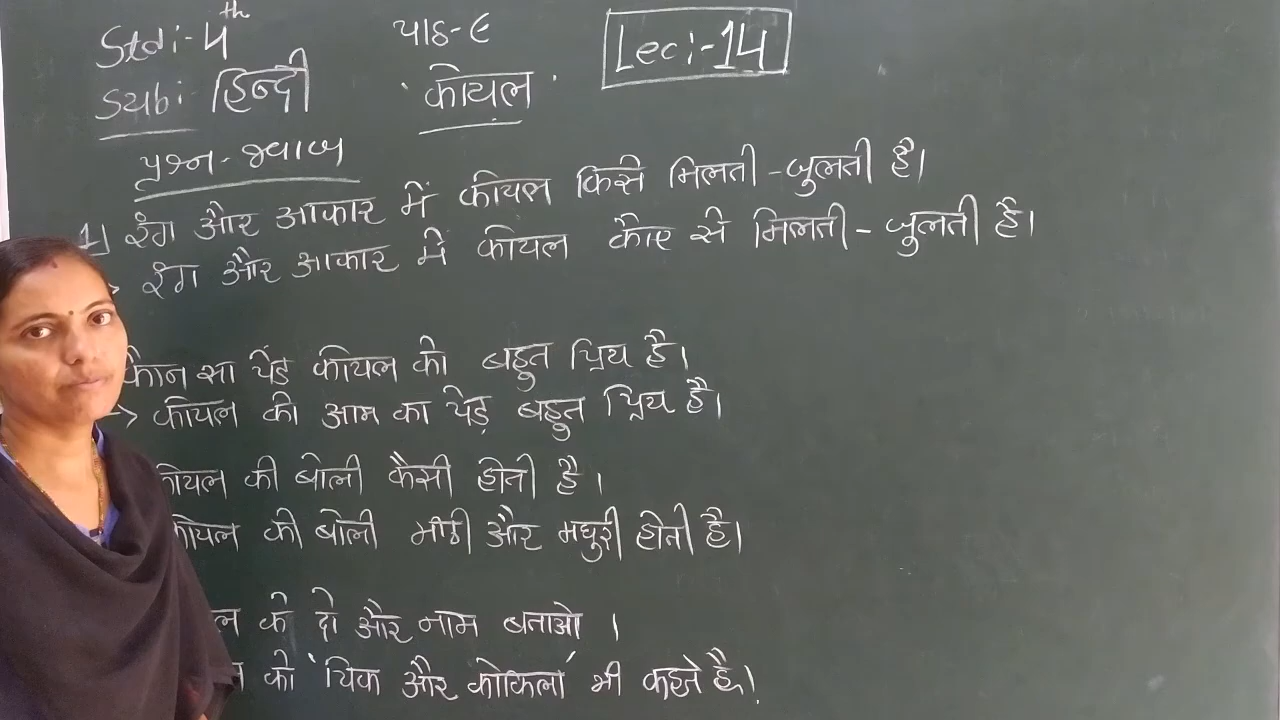 Std:- 4th
पाठ-९
Lec:-14
Sub:- हिन्दी
कोयल
प्रश्न-जवाब
1] रंग और आकार में कोयल किसे मिलती-जुलती है।
रंग और आकार में कोयल कौए से मिलती-जुलती है।
कौन सा पेड़ कोयल को बहुत प्रिय है।
→ कोयल को आम का पेड़ बहुत प्रिय है।
कोयल की बोली कैसी होती है।
कोयल की बोली मीठी और मधुरी होती है।
के दो और नाम बताओ।
को 'पिक और कोकिला' भी कहते है।